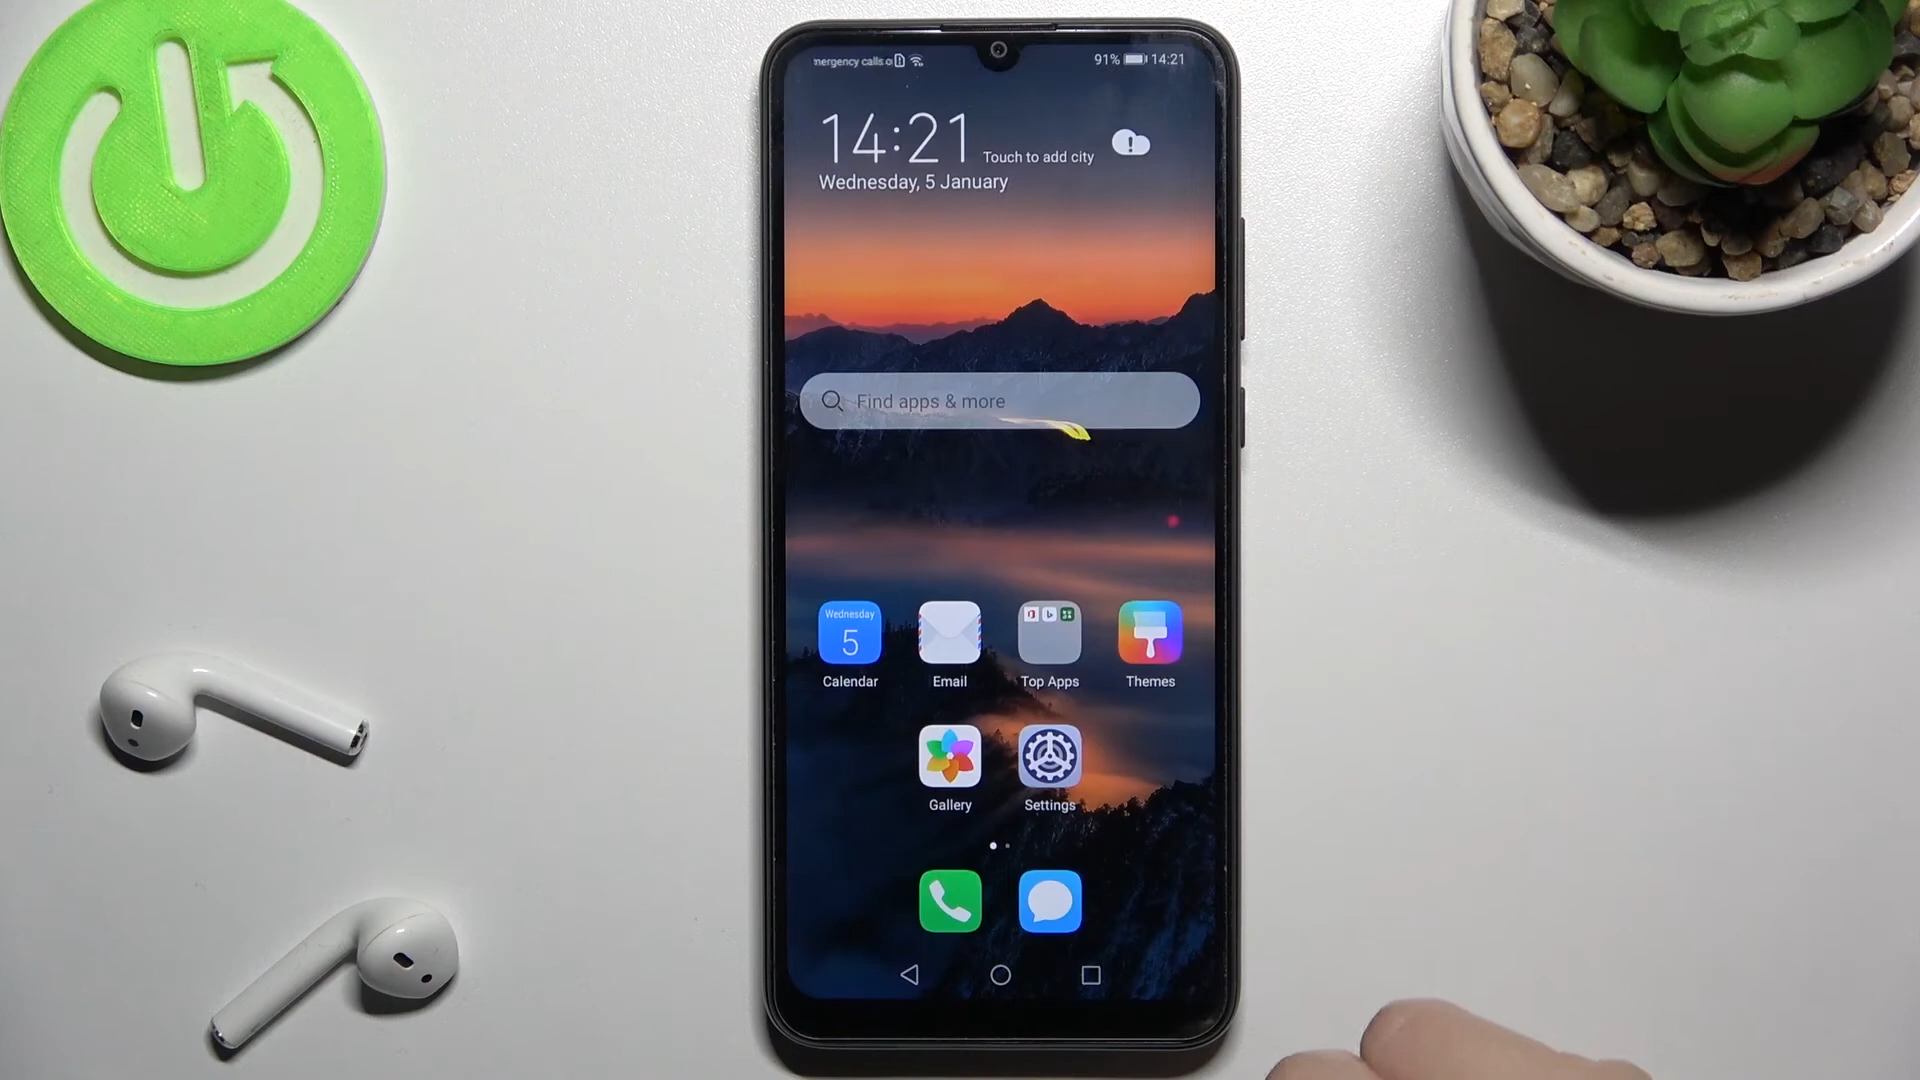 mergency calls o
91% 14:21
14:21 Touch to add city
Wednesday, 5 January
Find apps & more
Wednesday
5
Calendar
Email
Top Apps
Themes
Gallery
Settings